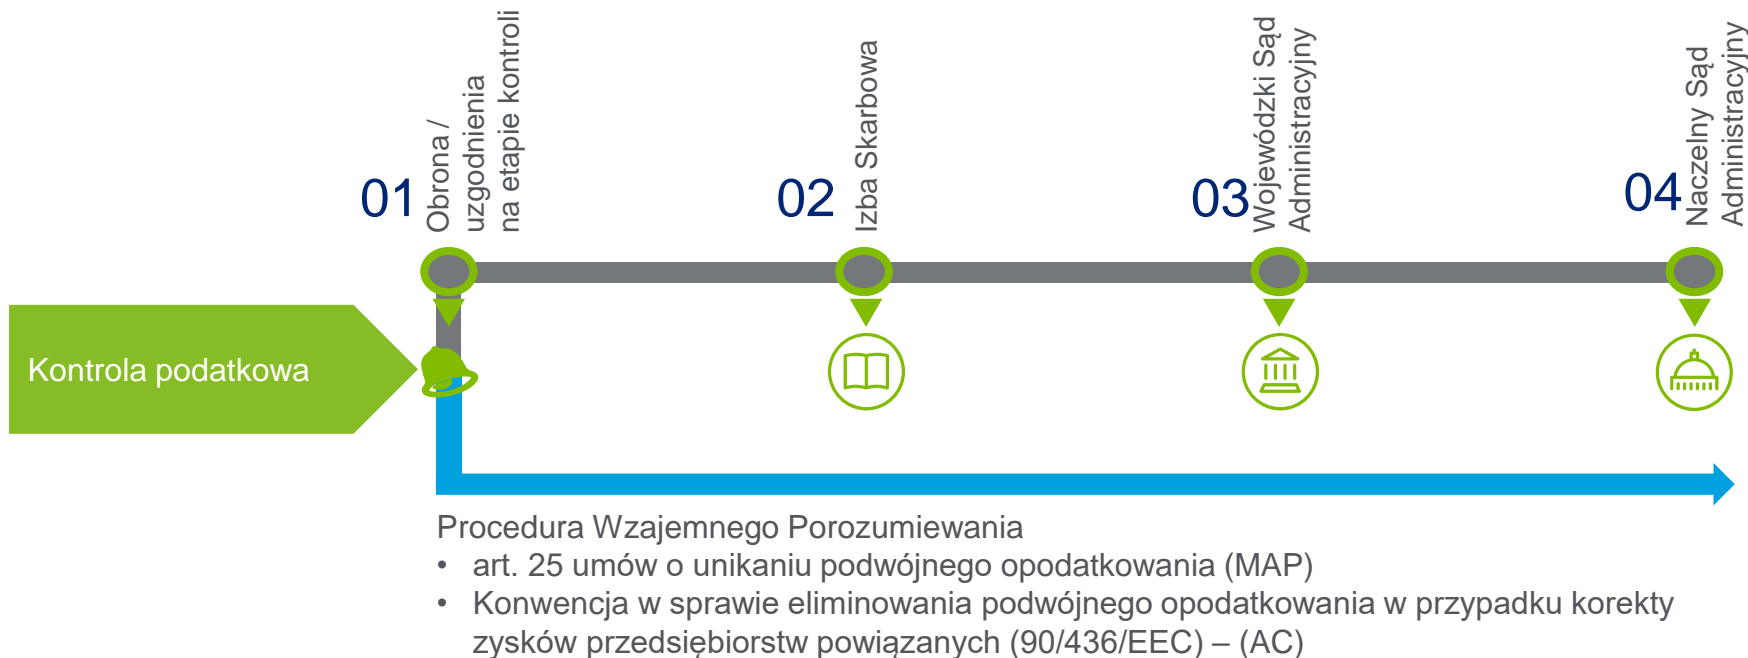 01
Obrona /
uzgodnienia
na etapie kontroli
02
Izba Skarbowa
03
Wojewódzki Sąd
Administracyjny
04
Naczelny Sąd
Administracyjny
Kontrola podatkowa
Procedura Wzajemnego Porozumiewania
• art. 25 umów o unikaniu podwójnego opodatkowania (MAP)
• Konwencja w sprawie eliminowania podwójnego opodatkowania w przypadku korekty
zysków przedsiębiorstw powiązanych (90/436/EEC) – (AC)